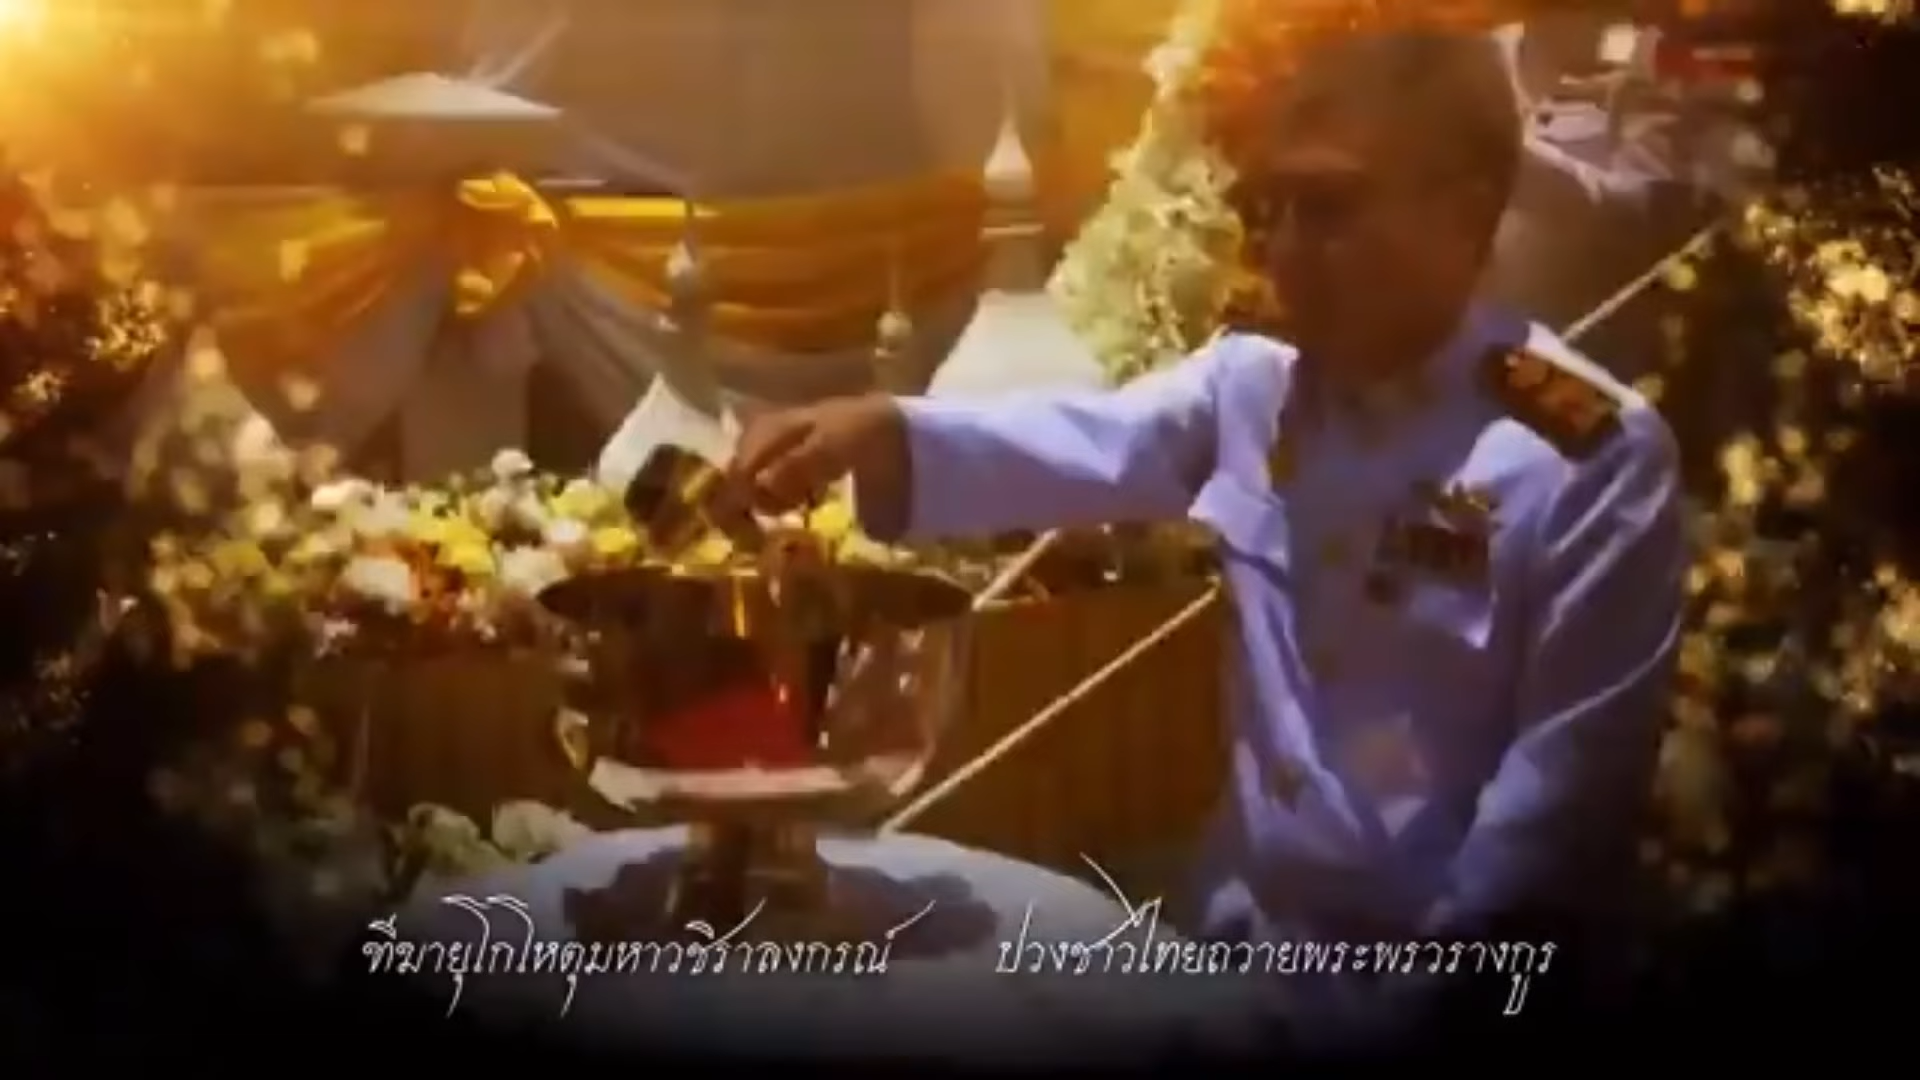 ทีฆายุโกโหตุมหาวชิราลงกรณ์ ปวงชาวไทยถวายพระพรวรางกูร